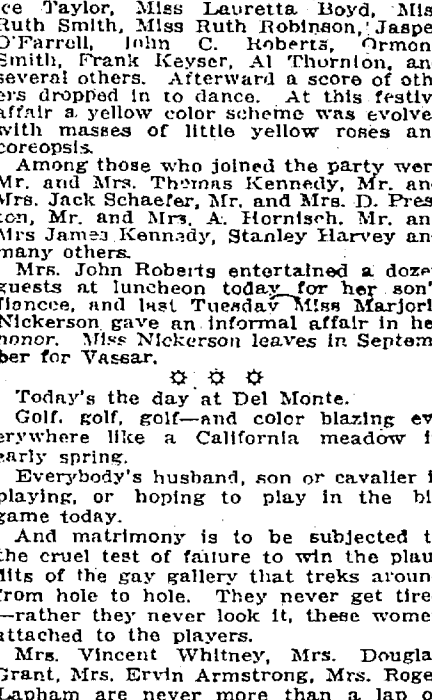 ce Taylor, Miss Lauretta Boyd, Mis
Ruth Smith, Miss Ruth Robinson, Jaspe
O'Farrell, John C. Roberts, Ormon
Smith, Frank Keyser, Al Thornton, an
several others. Afterward a score of oth
ers dropped in to dance. At this festiv
affair a yellow color scheme was evolve
with masses of little yellow roses an
coreopsis.
Among those who joined the party wer
Mr. and Mrs. Thomas Kennedy, Mr. an
Mrs. Jack Schaefer, Mr. and Mrs. D. Pres
ton, Mr. and Mrs. A. Hornisch. Mr. an
Mrs James Kennady, Stanley Harvey an
many others.
Mrs. John Roberts entertained a doze
guests at luncheon today for her son'
fiancee, and last Tuesday Miss Marjori
Nickerson gave an informal affair in he
honor. Miss Nickerson leaves in Septem
ber for Vassar.
Today's the day at Del Monte.
Golf, golf, golf—and color blazing ev
erywhere like a California meadow i
early spring.
Everybody's husband, son or cavalier i
playing, or hoping to play in the bi
game today.
And matrimony is to be subjected t
the cruel test of failure to win the plau
dits of the gay gallery that treks aroun
from hole to hole. They never get tire
—rather they never look it, these wome
attached to the players.
Mrs. Vincent Whitney, Mrs. Dougla
Grant, Mrs. Ervin Armstrong, Mrs. Roge
Lapham are never more than a lap o